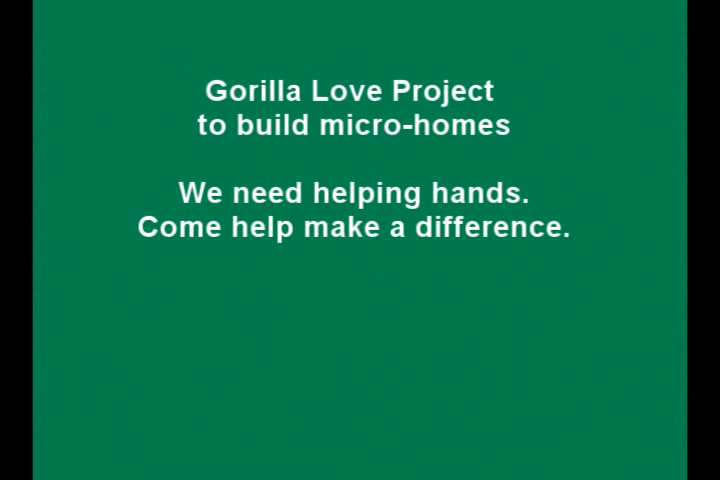 Gorilla Love Project
to build micro-homes
We need helping hands.
Come help make a difference.